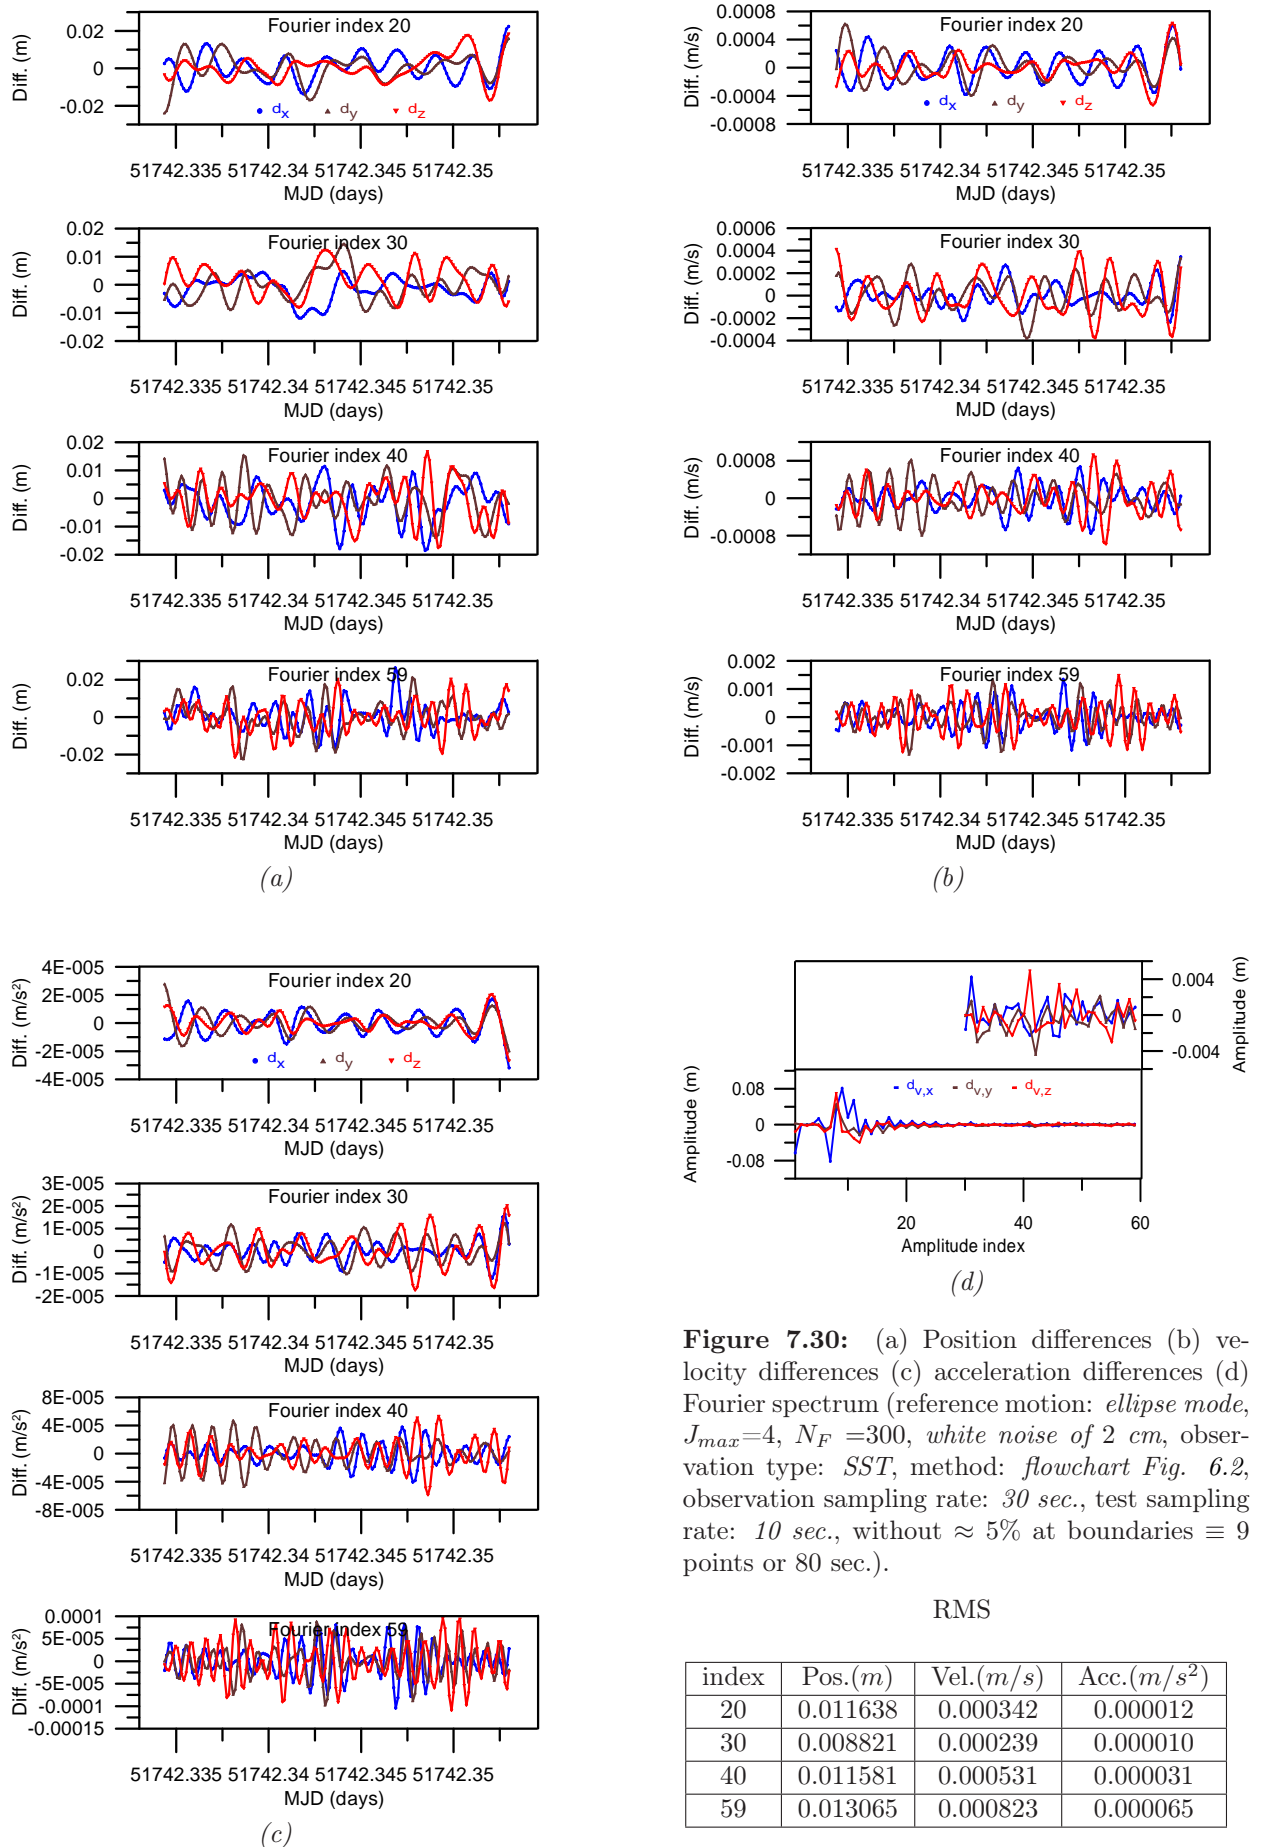 Fourier index 20
0.02
0
-0.02
Diff. (m)
d_x d_y d_z
51742.335 51742.34 51742.345 51742.35
MJD (days)
Fourier index 30
0.02
0.01
0
-0.01
-0.02
Diff. (m)
51742.335 51742.34 51742.345 51742.35
MJD (days)
Fourier index 40
0.02
0.01
0
-0.01
-0.02
Diff. (m)
51742.335 51742.34 51742.345 51742.35
MJD (days)
Fourier index 59
0.02
0
-0.02
Diff. (m)
51742.335 51742.34 51742.345 51742.35
MJD (days)
(a)
Fourier index 20
0.0008
0.0004
0
-0.0004
-0.0008
Diff. (m/s)
d_x d_y d_z
51742.335 51742.34 51742.345 51742.35
MJD (days)
Fourier index 30
0.0006
0.0004
0.0002
0
-0.0002
-0.0004
Diff. (m/s)
51742.335 51742.34 51742.345 51742.35
MJD (days)
Fourier index 40
0.0008
0
-0.0008
Diff. (m/s)
51742.335 51742.34 51742.345 51742.35
MJD (days)
Fourier index 59
0.002
0.001
0
-0.001
-0.002
Diff. (m/s)
51742.335 51742.34 51742.345 51742.35
MJD (days)
(b)
Fourier index 20
4E-005
2E-005
0
-2E-005
-4E-005
Diff. (m/s²)
d_x d_y d_z
51742.335 51742.34 51742.345 51742.35
MJD (days)
Fourier index 30
3E-005
2E-005
1E-005
0
-1E-005
-2E-005
Diff. (m/s²)
51742.335 51742.34 51742.345 51742.35
MJD (days)
Fourier index 40
8E-005
4E-005
0
-4E-005
-8E-005
Diff. (m/s²)
51742.335 51742.34 51742.345 51742.35
MJD (days)
Fourier index 59
0.0001
5E-005
0
-5E-005
-0.0001
-0.00015
Diff. (m/s²)
51742.335 51742.34 51742.345 51742.35
MJD (days)
(c)
0.004
0
-0.004
Amplitude (m)
0.08
0
-0.08
Amplitude (m)
d_v,x d_v,y d_v,z
20 40 60
Amplitude index
(d)
Figure 7.30: (a) Position differences (b) ve-
locity differences (c) acceleration differences (d)
Fourier spectrum (reference motion: ellipse mode,
J_max=4, N_F =300, white noise of 2 cm, obser-
vation type: SST, method: flowchart Fig. 6.2,
observation sampling rate: 30 sec., test sampling
rate: 10 sec., without ≈ 5% at boundaries ≡ 9
points or 80 sec.).
RMS
index Pos.(m) Vel.(m/s) Acc.(m/s²)
20 0.011638 0.000342 0.000012
30 0.008821 0.000239 0.000010
40 0.011581 0.000531 0.000031
59 0.013065 0.000823 0.000065